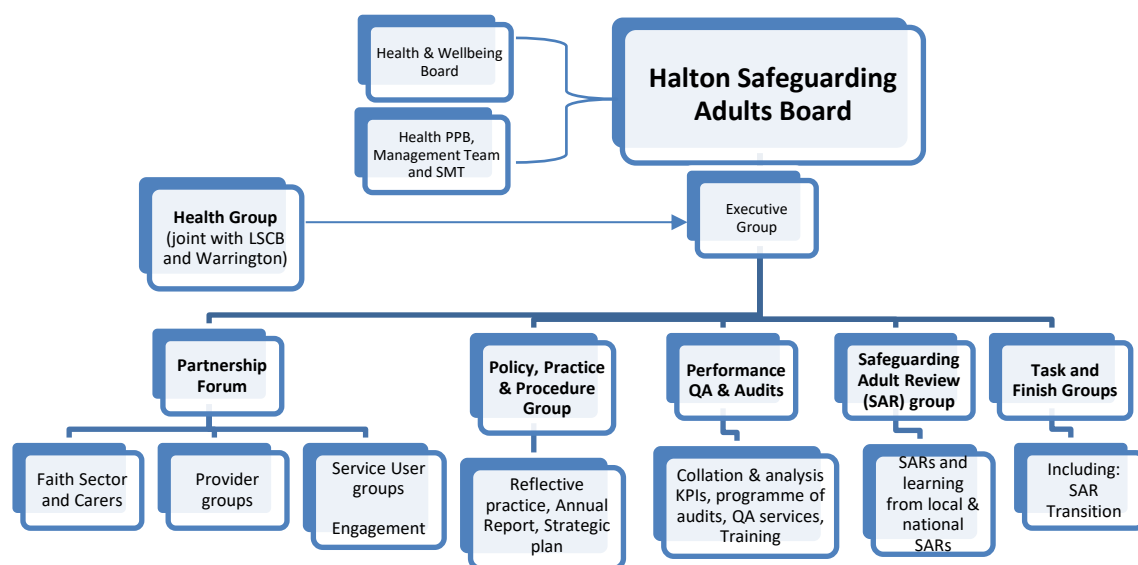 Health & Wellbeing
Board
Halton Safeguarding
Adults Board
Health PPB,
Management Team
and SMT
Health Group
(joint with LSCB
and Warrington)
Executive
Group
Partnership
Forum
Policy, Practice
& Procedure
Group
Performance
QA & Audits
Safeguarding
Adult Review
(SAR) group
Task and
Finish Groups
Faith Sector
and Carers
Provider
groups
Service User
groups
Engagement
Reflective
practice, Annual
Report, Strategic
plan
Collation & analysis
KPIs, programme of
audits, QA services,
Training
SARs and
learning
from local &
national
SARs
Including:
SAR
Transition